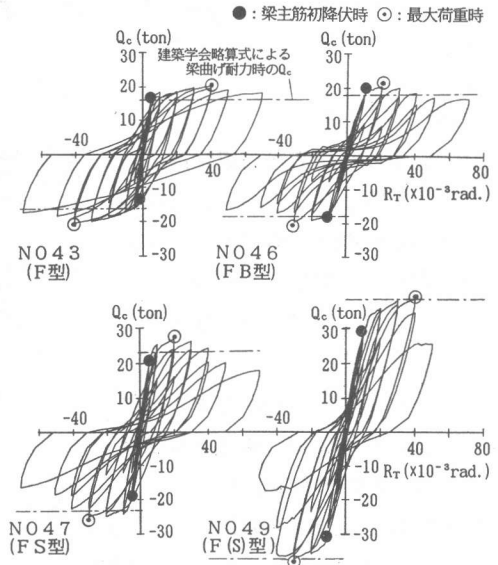 ●：梁主筋初降伏時 ⊙：最大荷重時
Qc (ton)
30
20
10
-40
40
-10
-20
-30
建築学会略算式による
梁曲げ耐力時のQc
NO43
(F型)
Qc (ton)
30
20
10
-40
40
80
RT(×10⁻³rad.)
-10
-20
-30
NO46
(FB型)
Qc (ton)
30
20
10
-40
40
-10
-20
-30
NO47
(FS型)
Qc (ton)
30
20
10
-40
40
80
RT(×10⁻³rad.)
-10
-20
-30
NO49
(F(S)型)